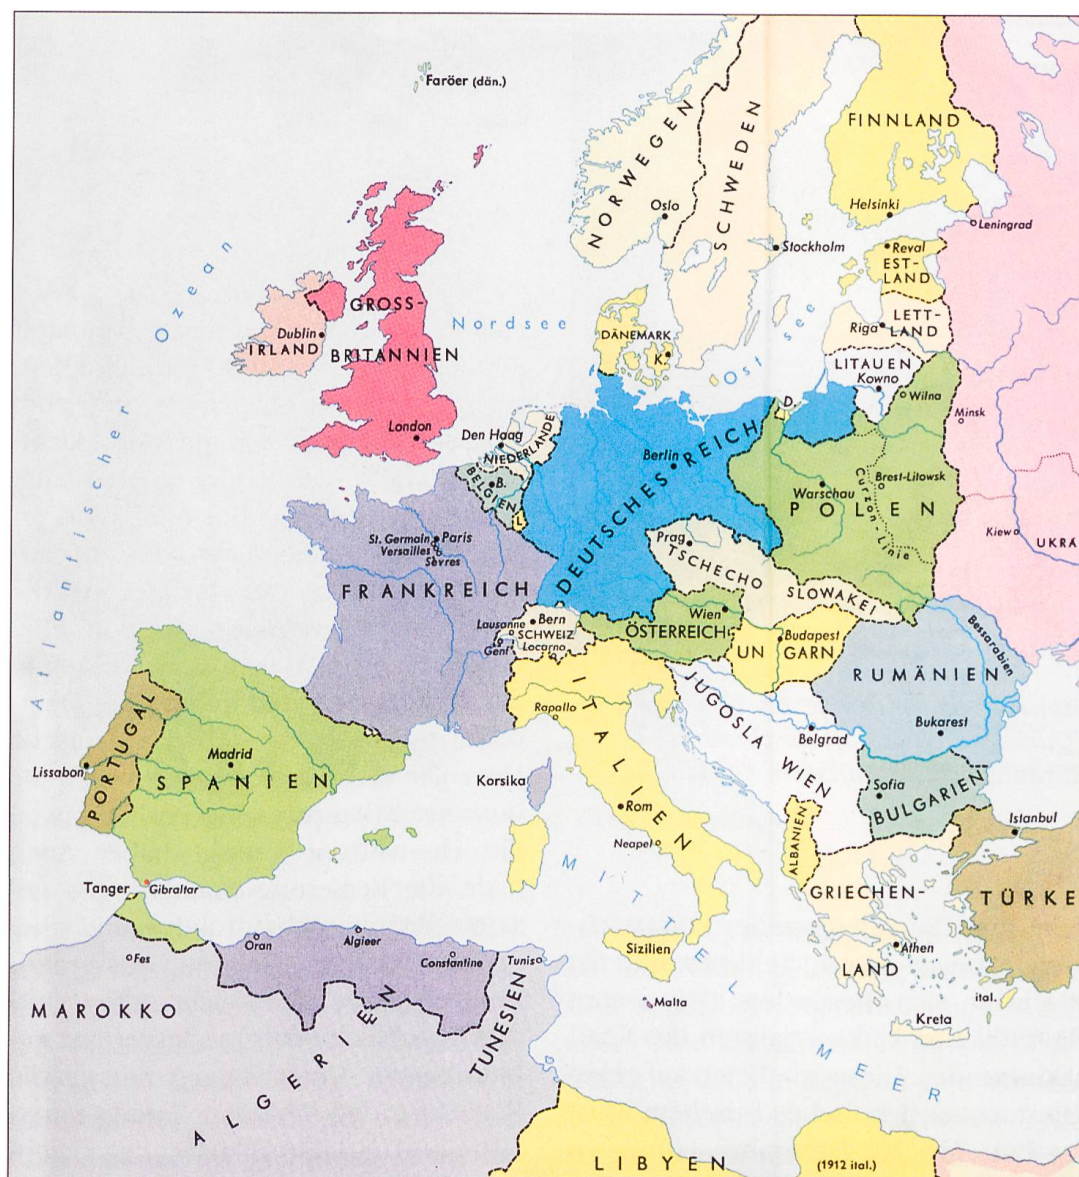 Faröer (dän.)
NORWEGEN
SCHWEDEN
FINNLAND
Oslo
Helsinki
Leningrad
Stockholm
Reval
EST-
LAND
Atlantischer Ozean
Nordsee
Ostsee
GROSS-
BRITANNIEN
Dublin
IRLAND
London
DÄNEMARK
K.
Riga
LETT-
LAND
LITAUEN
Kowno
Wilna
Minsk
D.
Den Haag
NIEDERLANDE
B.
BELGIEN
L.
Berlin
DEUTSCHES REICH
Warschau
Brest-Litowsk
POLEN
Curzon-Linie
Kiew
UKRA
St. Germain
Paris
Versailles
Sèvres
FRANKREICH
Prag
TSCHECHO
SLOWAKEI
Lausanne
Bern
SCHWEIZ
Genf
Locarno
Wien
ÖSTERREICH
Budapest
UNGARN
Bessarabien
RUMÄNIEN
Bukarest
JUGOSLAWIEN
Belgrad
Rapallo
ITALIEN
PORTUGAL
Lissabon
Madrid
SPANIEN
Korsika
Rom
Neapel
Sofia
BULGARIEN
ALBANIEN
Istanbul
TÜRKE
GRIECHEN-
LAND
Athen
Tanger
Gibraltar
MITTELMEER
Sizilien
Malta
ital.
Kreta
Fes
Oran
Algier
Constantine
Tunis
MAROKKO
ALGERIEN
TUNESIEN
LIBYEN
(1912 ital.)